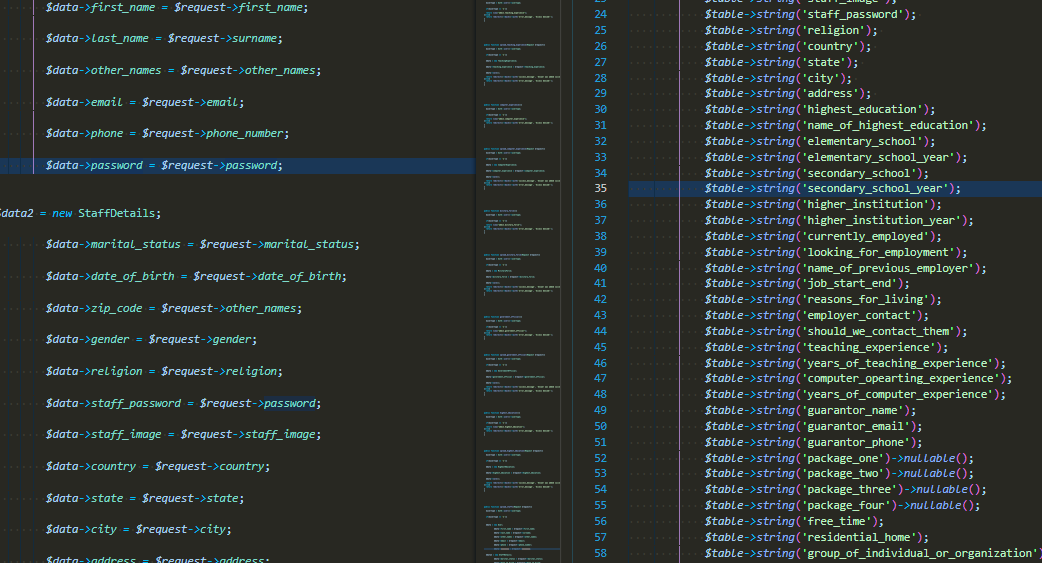 $data->first_name = $request->first_name;
$data->last_name = $request->surname;
$data->other_names = $request->other_names;
$data->email = $request->email;
$data->phone = $request->phone_number;
$data->password = $request->password;
$data2 = new StaffDetails;
$data->marital_status = $request->marital_status;
$data->date_of_birth = $request->date_of_birth;
$data->zip_code = $request->other_names;
$data->gender = $request->gender;
$data->religion = $request->religion;
$data->staff_password = $request->password;
$data->staff_image = $request->staff_image;
$data->country = $request->country;
$data->state = $request->state;
$data->city = $request->city;
$data->address = $request->address;
23 $table->string('staff_image');
24 $table->string('staff_password');
25 $table->string('religion');
26 $table->string('country');
27 $table->string('state');
28 $table->string('city');
29 $table->string('address');
30 $table->string('highest_education');
31 $table->string('name_of_highest_education');
32 $table->string('elementary_school');
33 $table->string('elementary_school_year');
34 $table->string('secondary_school');
35 $table->string('secondary_school_year');
36 $table->string('higher_institution');
37 $table->string('higher_institution_year');
38 $table->string('currently_employed');
39 $table->string('looking_for_employment');
40 $table->string('name_of_previous_employer');
41 $table->string('job_start_end');
42 $table->string('reasons_for_living');
43 $table->string('employer_contact');
44 $table->string('should_we_contact_them');
45 $table->string('teaching_experience');
46 $table->string('years_of_teaching_experience');
47 $table->string('computer_opearting_experience');
48 $table->string('years_of_computer_experience');
49 $table->string('guarantor_name');
50 $table->string('guarantor_email');
51 $table->string('guarantor_phone');
52 $table->string('package_one')->nullable();
53 $table->string('package_two')->nullable();
54 $table->string('package_three')->nullable();
55 $table->string('package_four')->nullable();
56 $table->string('free_time');
57 $table->string('residential_home');
58 $table->string('group_of_individual_or_organization')